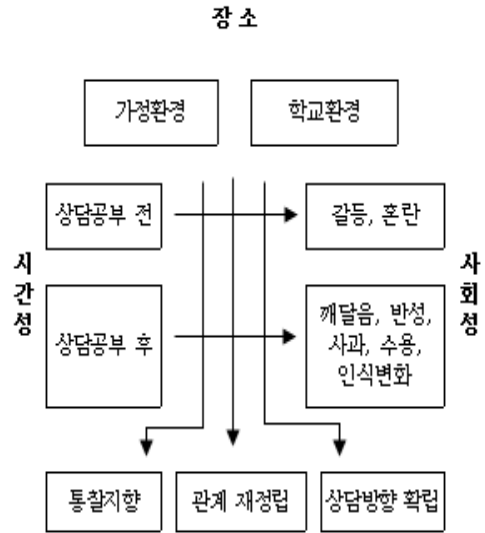 장 소
가정환경
학교환경
상담공부 전
갈등, 혼란
시간성
사회성
상담공부 후
깨달음, 반성,
사과, 수용,
인식변화
통찰지향
관계 재정립
상담방향 확립